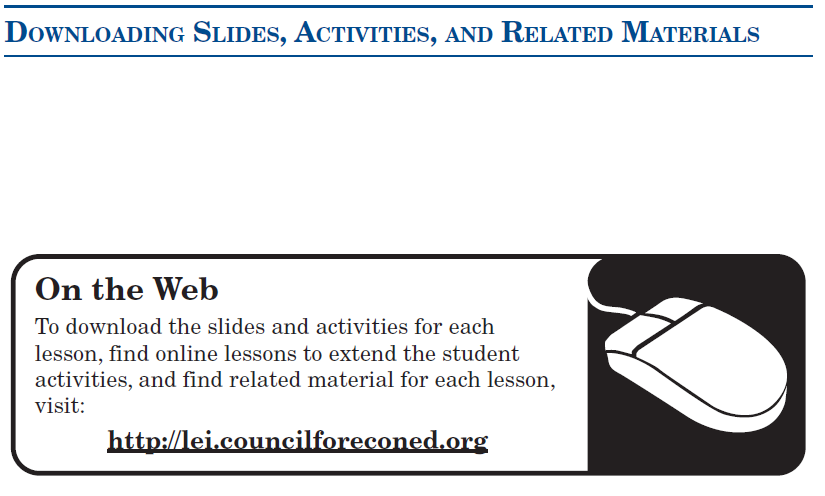 Downloading Slides, Activities, and Related Materials
On the Web
To download the slides and activities for each
lesson, find online lessons to extend the student
activities, and find related material for each lesson,
visit:
http://lei.councilforeconed.org